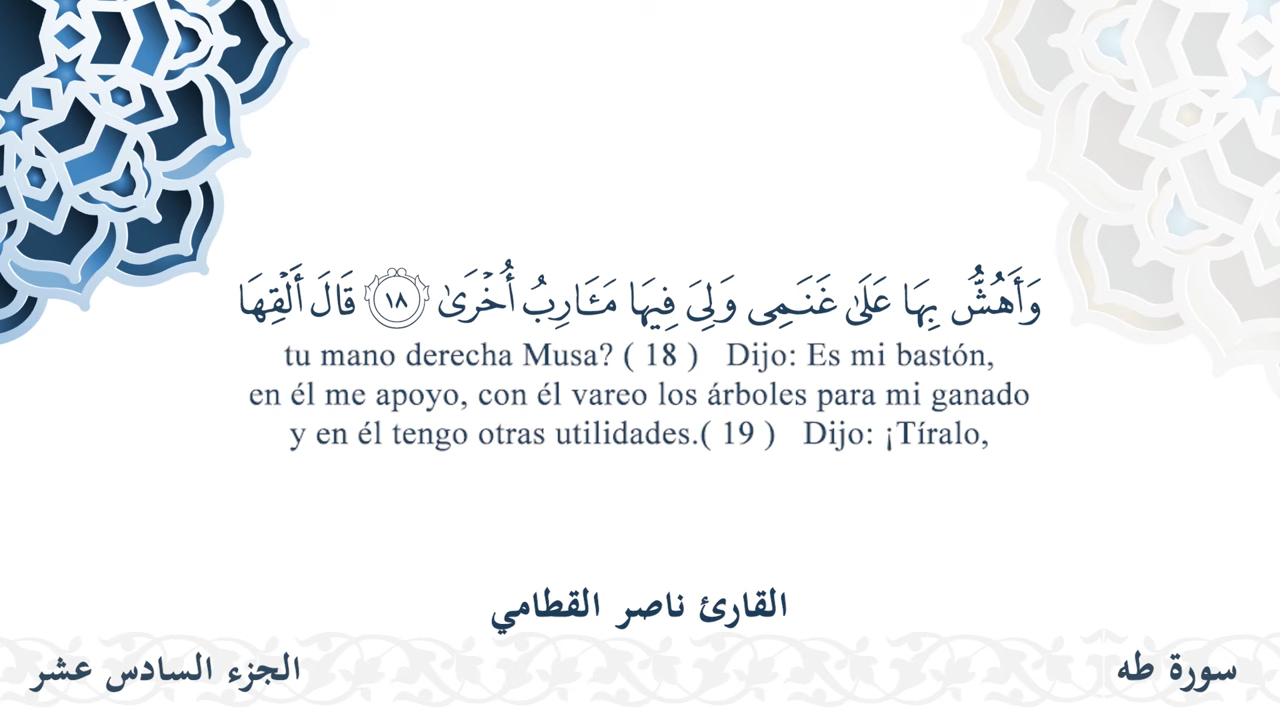 وَأَهُشُّ بِهَا عَلَىٰ غَنَمِى وَلِىَ فِيهَا مَـَٔارِبُ أُخْرَىٰ ١٨ قَالَ أَلْقِهَا
tu mano derecha Musa? ( 18 ) Dijo: Es mi bastón,
en él me apoyo, con él vareo los árboles para mi ganado
y en él tengo otras utilidades.( 19 ) Dijo: ¡Tíralo,
القارئ ناصر القطامي
سورة طه
الجزء السادس عشر